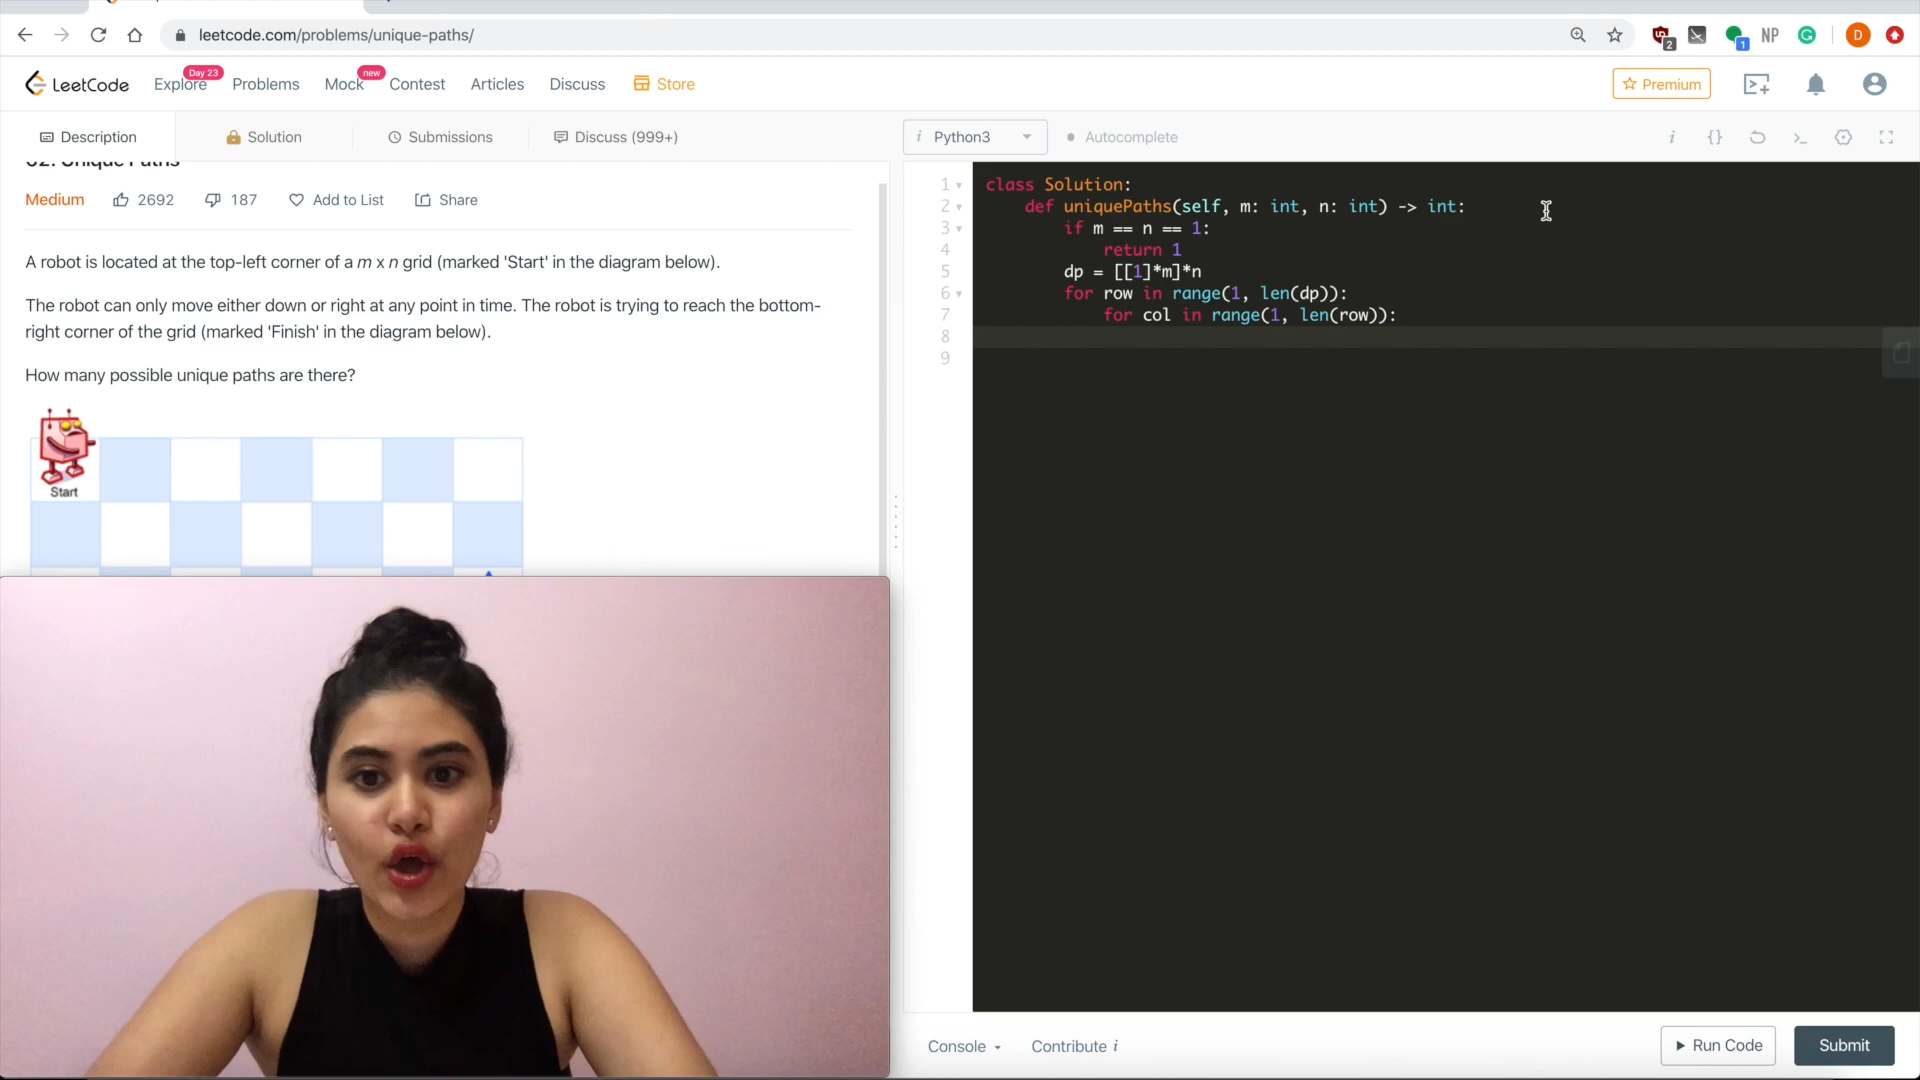 leetcode.com/problems/unique-paths/
2
1
NP
D
LeetCode
Explore
Day 23
Problems
Mock
new
Contest
Articles
Discuss
Store
Premium
Description
Solution
Submissions
Discuss (999+)
i Python3
Autocomplete
i {}
62. Unique Paths
Medium 2692 187 Add to List Share
A robot is located at the top-left corner of a m x n grid (marked 'Start' in the diagram below).
The robot can only move either down or right at any point in time. The robot is trying to reach the bottom-
right corner of the grid (marked 'Finish' in the diagram below).
How many possible unique paths are there?
Start
1 class Solution:
2 def uniquePaths(self, m: int, n: int) -> int:
3 if m == n == 1:
4 return 1
5 dp = [[1]*m]*n
6 for row in range(1, len(dp)):
7 for col in range(1, len(row)):
8
9
Console
Contribute i
Run Code
Submit